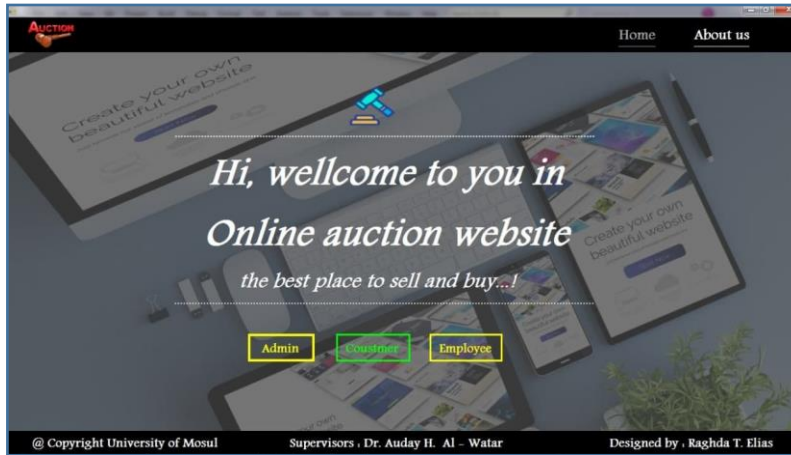 AUCTION
Home About us
Create your own
beautiful website
Hi, wellcome to you in
Online auction website
the best place to sell and buy...!
Create your own
beautiful website
Admin Coustmer Employee
@ Copyright University of Mosul Supervisors : Dr. Auday H. Al - Watar Designed by : Raghda T. Elias